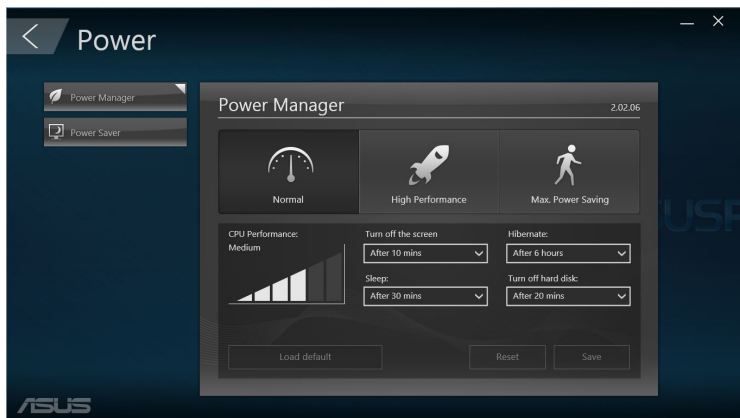 Power
Power Manager
Power Saver
Power Manager
2.02.06
Normal
High Performance
Max. Power Saving
CPU Performance:
Medium
Turn off the screen
After 10 mins
Hibernate:
After 6 hours
Sleep:
After 30 mins
Turn off hard disk:
After 20 mins
Load default
Reset
Save
ASUS